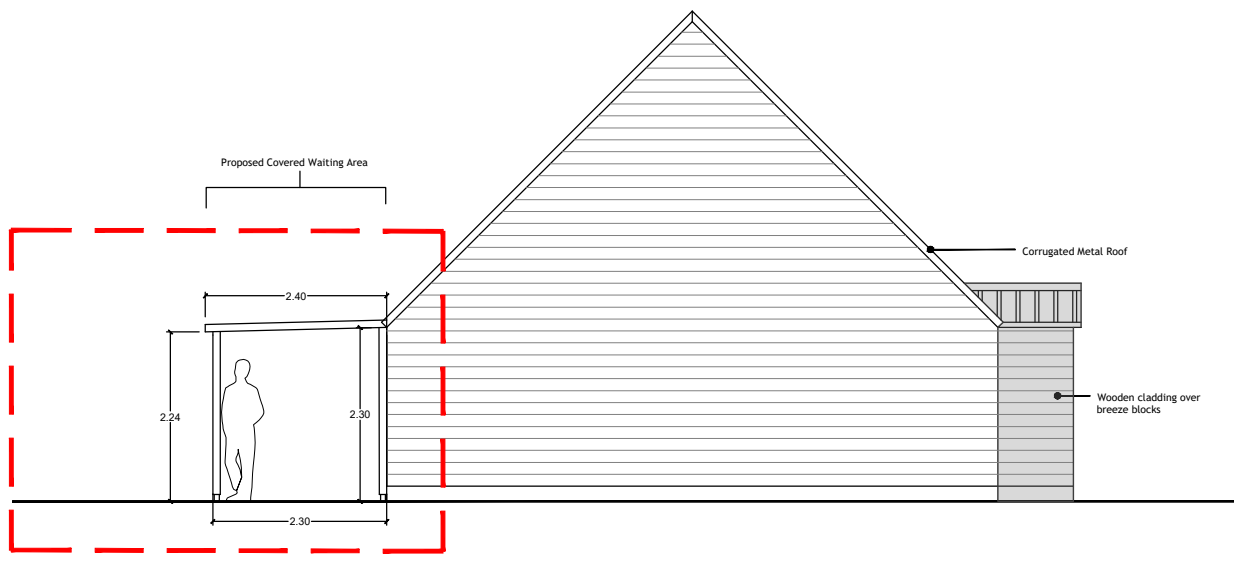 Proposed Covered Waiting Area
Corrugated Metal Roof
2.40
2.24
2.30
Wooden cladding over
breeze blocks
2.30